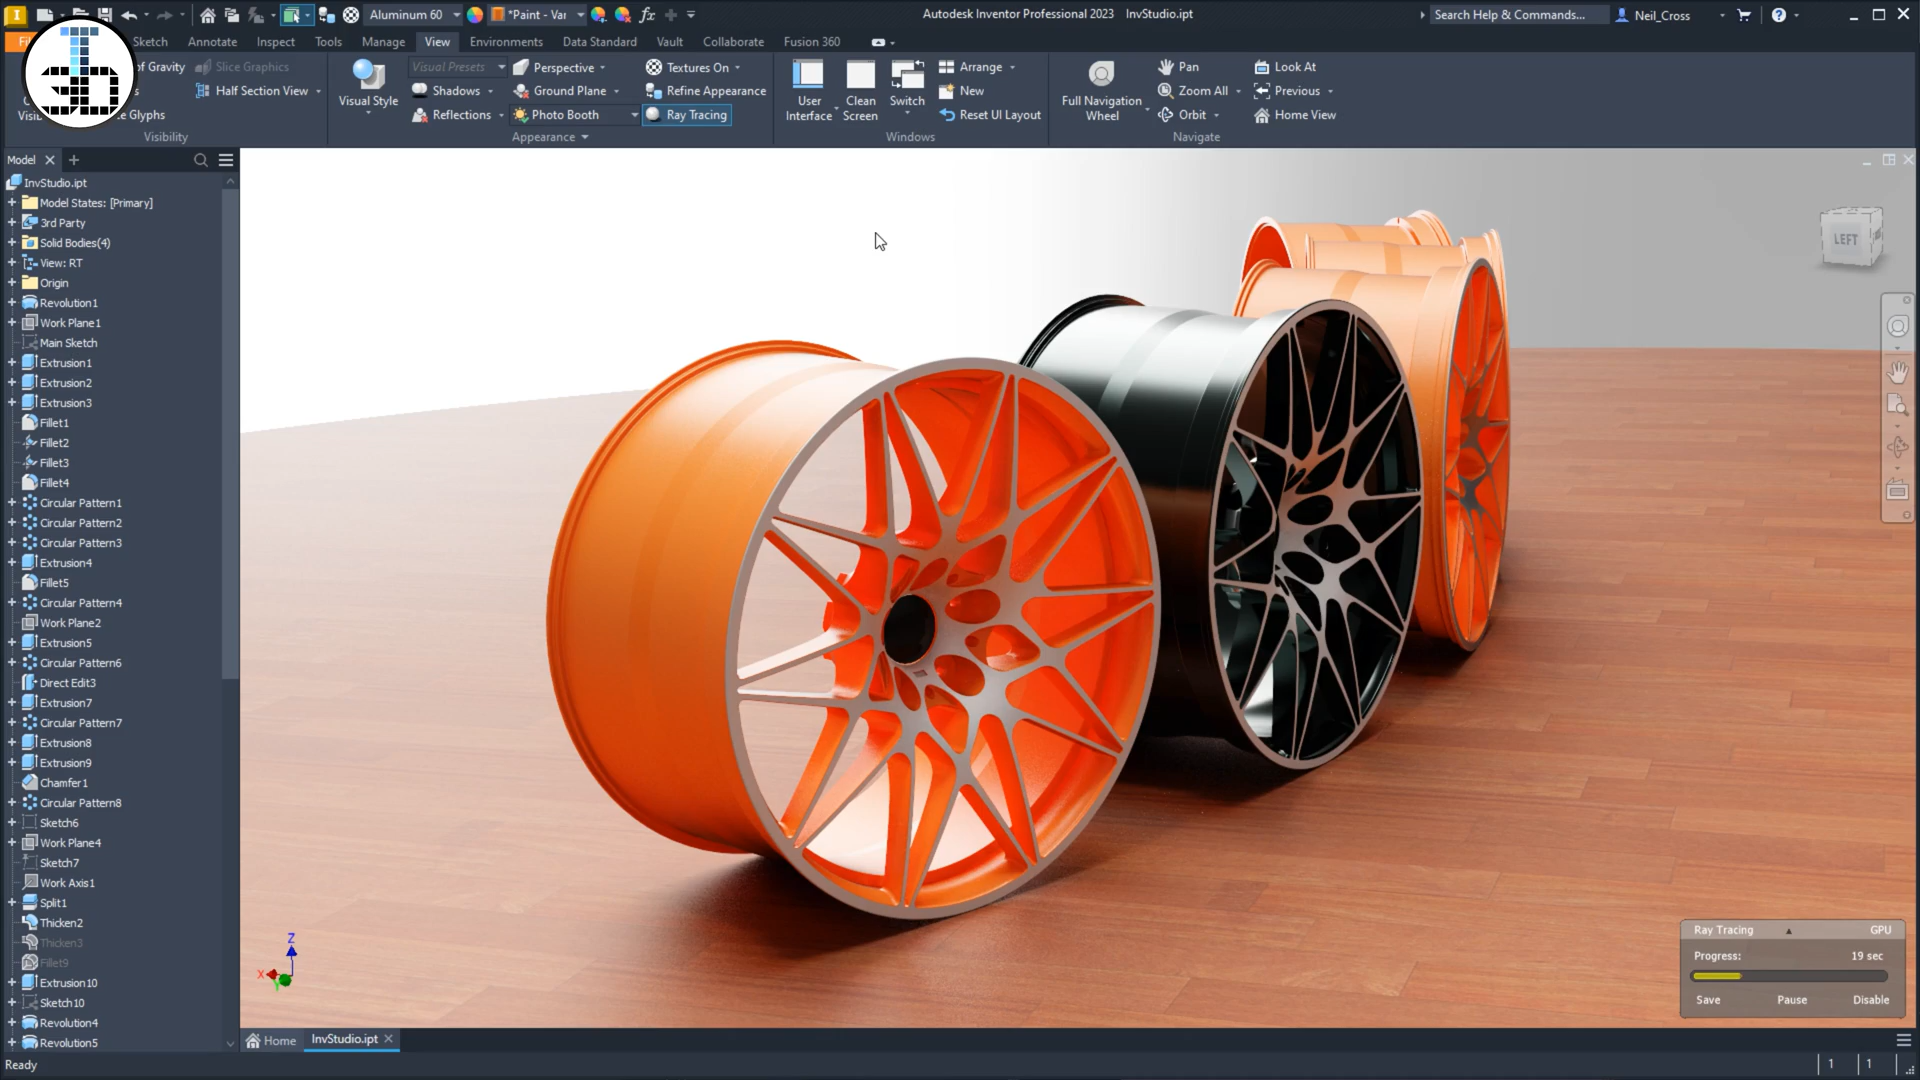 Aluminum 60
*Paint - Var
fx
Autodesk Inventor Professional 2023 InvStudio.ipt
Search Help & Commands...
Neil_Cross
Sketch
Annotate
Inspect
Tools
Manage
View
Environments
Data Standard
Vault
Collaborate
Fusion 360
of Gravity
Slice Graphics
Half Section View
e Glyphs
Visibility
Visual Style
Visual Presets
Shadows
Reflections
Perspective
Ground Plane
Photo Booth
Textures On
Refine Appearance
Ray Tracing
Appearance
User
Interface
Clean
Screen
Switch
Arrange
New
Reset UI Layout
Windows
Full Navigation
Wheel
Pan
Zoom All
Orbit
Look At
Previous
Home View
Navigate
Model
InvStudio.ipt
Model States: [Primary]
3rd Party
Solid Bodies(4)
View: RT
Origin
Revolution1
Work Plane1
Main Sketch
Extrusion1
Extrusion2
Extrusion3
Fillet1
Fillet2
Fillet3
Fillet4
Circular Pattern1
Circular Pattern2
Circular Pattern3
Extrusion4
Fillet5
Circular Pattern4
Work Plane2
Extrusion5
Circular Pattern6
Direct Edit3
Extrusion7
Circular Pattern7
Extrusion8
Extrusion9
Chamfer1
Circular Pattern8
Sketch6
Work Plane4
Sketch7
Work Axis1
Split1
Thicken2
Thicken3
Fillet9
Extrusion10
Sketch10
Revolution4
Revolution5
LEFT
Z
X
Y
Ray Tracing GPU
Progress: 19 sec
Save Pause Disable
Home
InvStudio.ipt
Ready
1 1